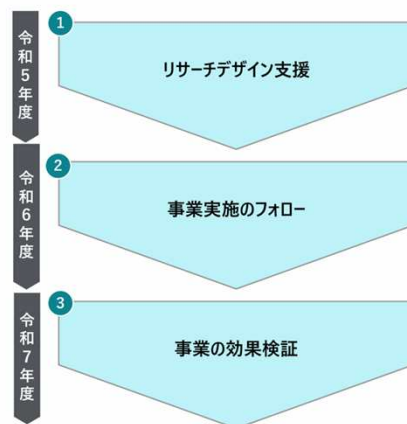 令和5年度
1
リサーチデザイン支援
令和6年度
2
事業実施のフォロー
令和7年度
3
事業の効果検証